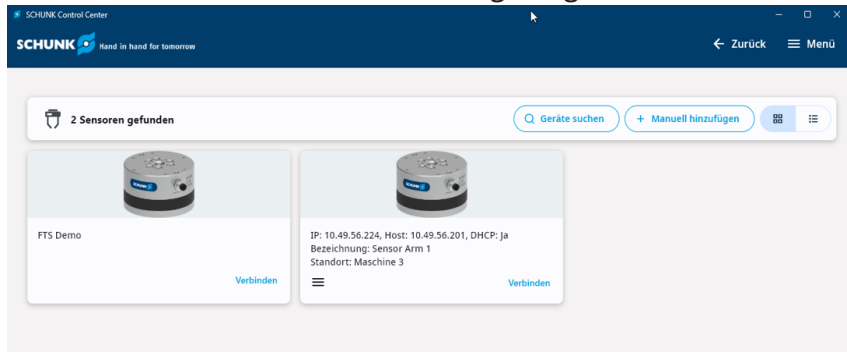 SCHUNK Control Center
SCHUNK Hand in hand for tomorrow
Zurück
Menü
2 Sensoren gefunden
Geräte suchen
+ Manuell hinzufügen
SCHUNK
SCHUNK
FTS Demo
Verbinden
IP: 10.49.56.224, Host: 10.49.56.201, DHCP: Ja
Bezeichnung: Sensor Arm 1
Standort: Maschine 3
Verbinden